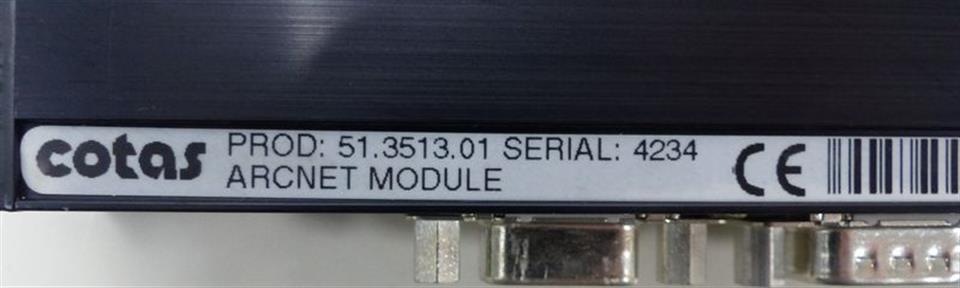 cotas
PROD: 51.3513.01 SERIAL: 4234
ARCNET MODULE
CE